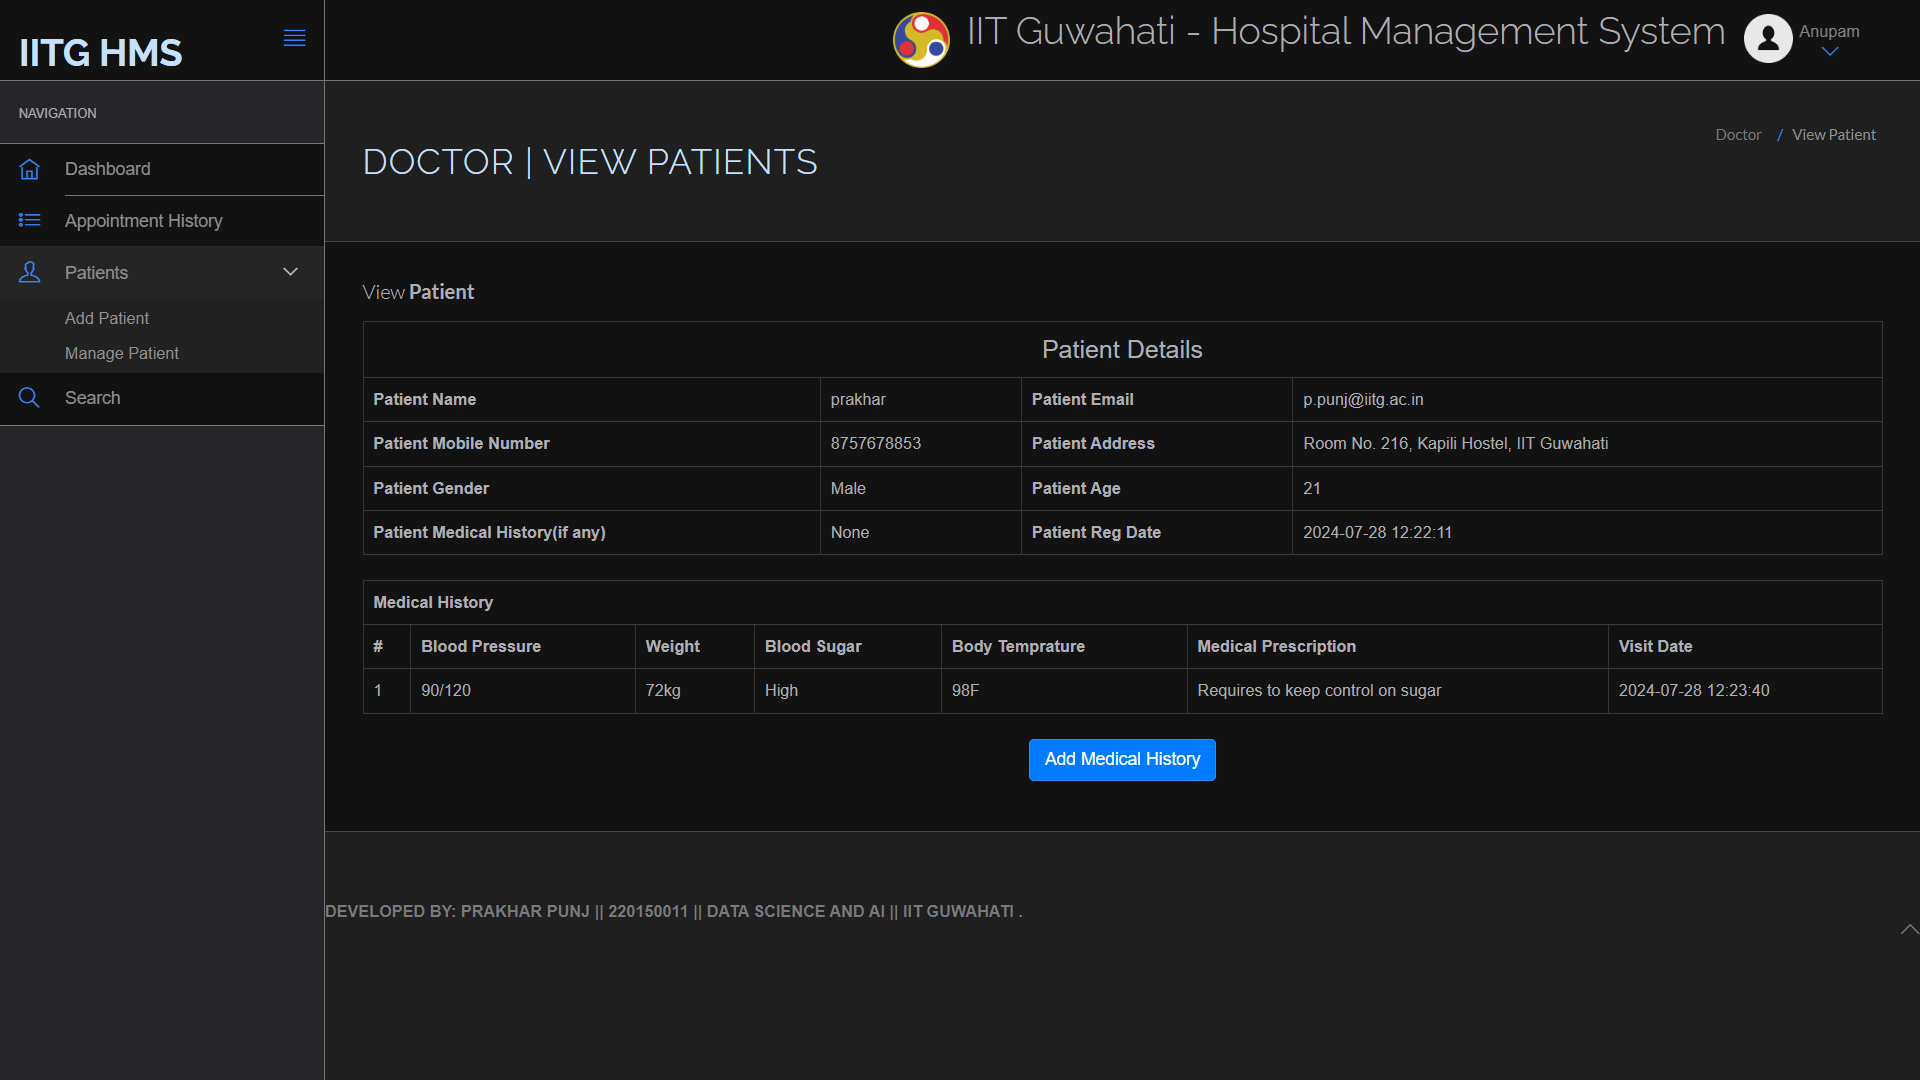 IITG HMS
IIT Guwahati - Hospital Management System
Anupam
NAVIGATION
Dashboard
Appointment History
Patients
Add Patient
Manage Patient
Search
DOCTOR | VIEW PATIENTS
Doctor / View Patient
View Patient
Patient Details
Patient Name prakhar Patient Email p.punj@iitg.ac.in
Patient Mobile Number 8757678853 Patient Address Room No. 216, Kapili Hostel, IIT Guwahati
Patient Gender Male Patient Age 21
Patient Medical History(if any) None Patient Reg Date 2024-07-28 12:22:11
Medical History
# Blood Pressure Weight Blood Sugar Body Temprature Medical Prescription Visit Date
1 90/120 72kg High 98F Requires to keep control on sugar 2024-07-28 12:23:40
Add Medical History
DEVELOPED BY: PRAKHAR PUNJ || 220150011 || DATA SCIENCE AND AI || IIT GUWAHATI .